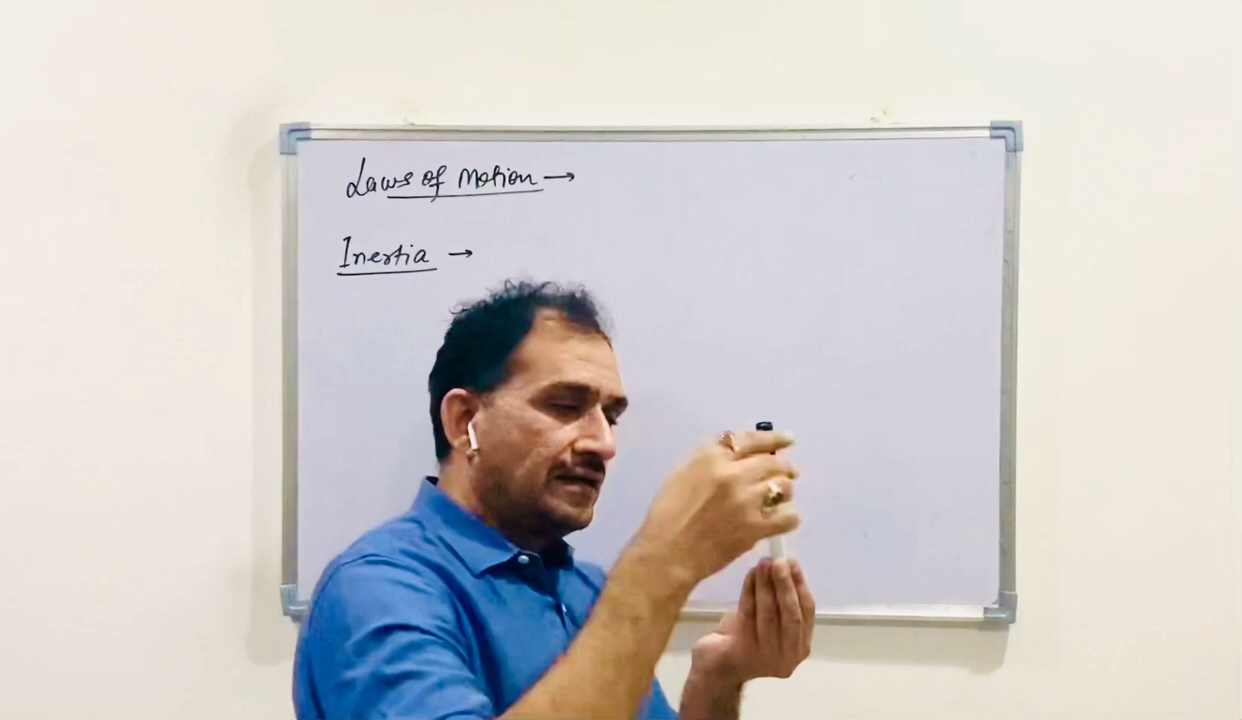 Laws of Motion →
Inertia →